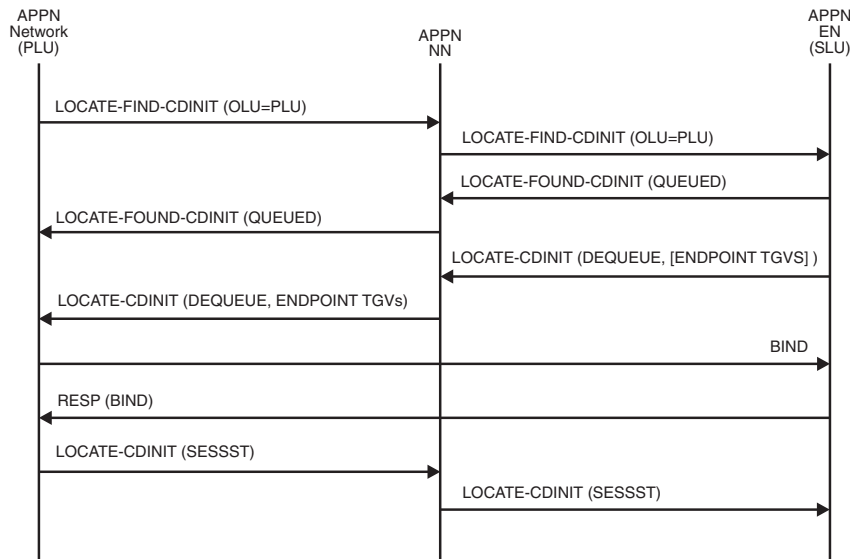 APPN
Network
(PLU)
APPN
NN
APPN
EN
(SLU)
LOCATE-FIND-CDINIT (OLU=PLU)
LOCATE-FIND-CDINIT (OLU=PLU)
LOCATE-FOUND-CDINIT (QUEUED)
LOCATE-FOUND-CDINIT (QUEUED)
LOCATE-CDINIT (DEQUEUE, [ENDPOINT TGVS] )
LOCATE-CDINIT (DEQUEUE, ENDPOINT TGVs)
BIND
RESP (BIND)
LOCATE-CDINIT (SESSST)
LOCATE-CDINIT (SESSST)